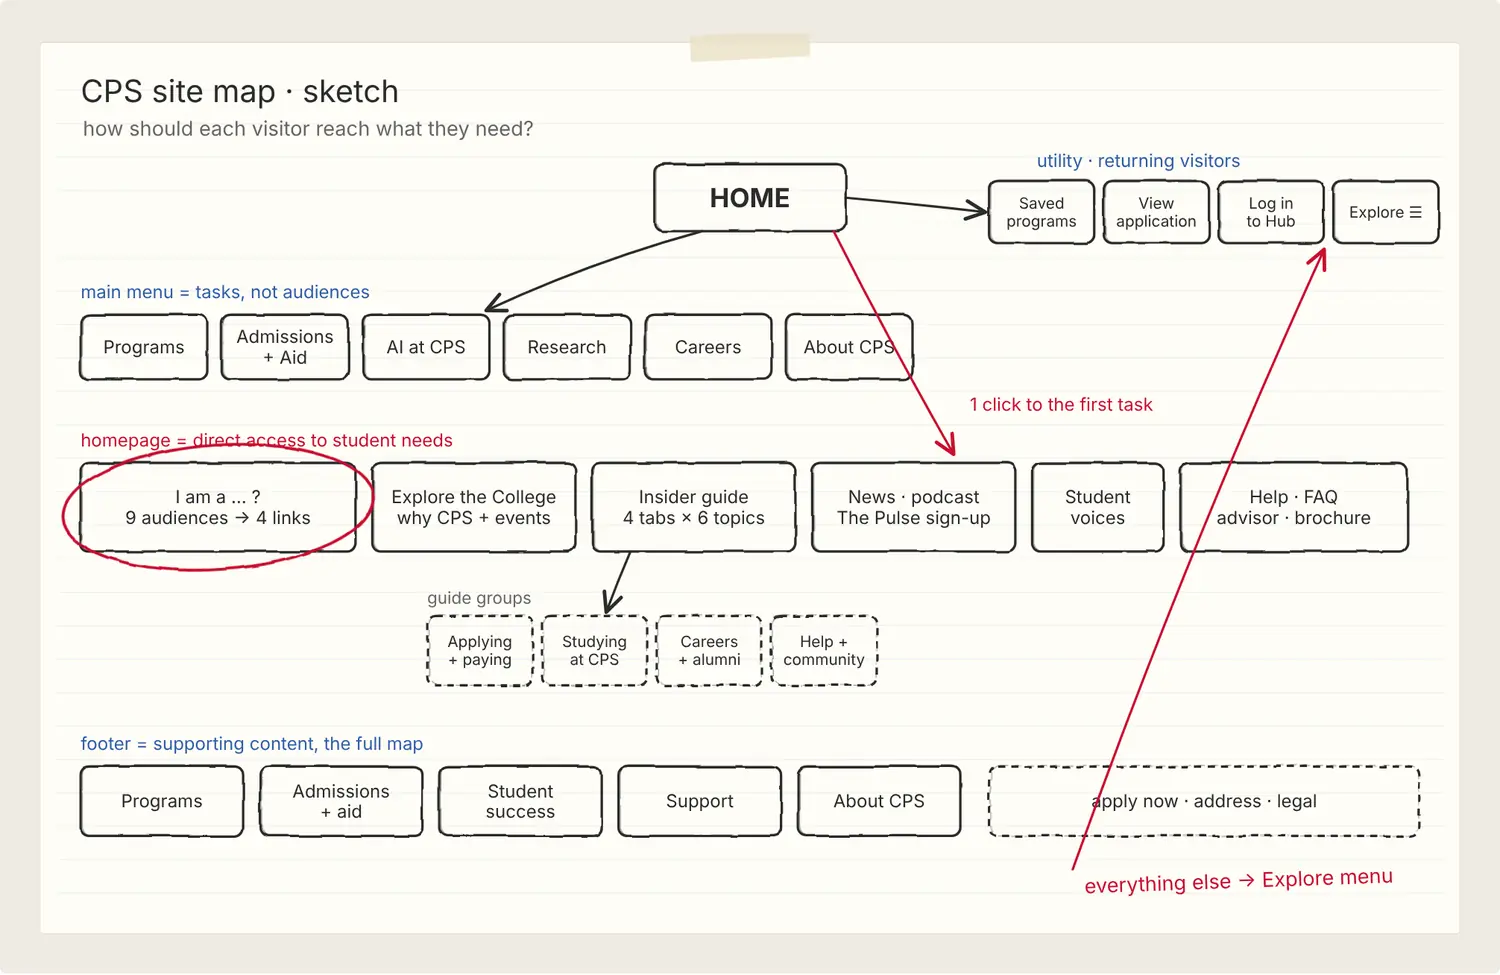 CPS site map · sketch
how should each visitor reach what they need?
HOME
utility · returning visitors
Saved
programs
View
application
Log in
to Hub
Explore ☰
main menu = tasks, not audiences
Programs
Admissions
+ Aid
AI at CPS
Research
Careers
About CPS
1 click to the first task
homepage = direct access to student needs
I am a ... ?
9 audiences → 4 links
Explore the College
why CPS + events
Insider guide
4 tabs × 6 topics
News · podcast
The Pulse sign-up
Student
voices
Help · FAQ
advisor · brochure
guide groups
Applying
+ paying
Studying
at CPS
Careers
+ alumni
Help +
community
footer = supporting content, the full map
Programs
Admissions
+ aid
Student
success
Support
About CPS
apply now · address · legal
everything else → Explore menu